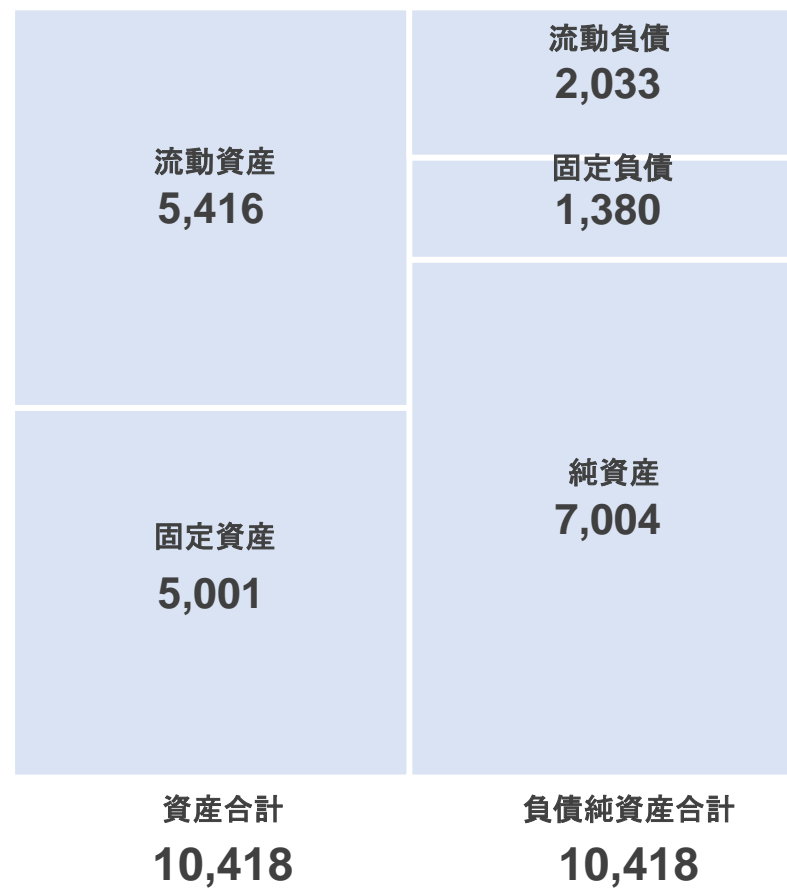 流動資産
5,416
固定資産
5,001
資産合計
10,418
流動負債
2,033
固定負債
1,380
純資産
7,004
負債純資産合計
10,418